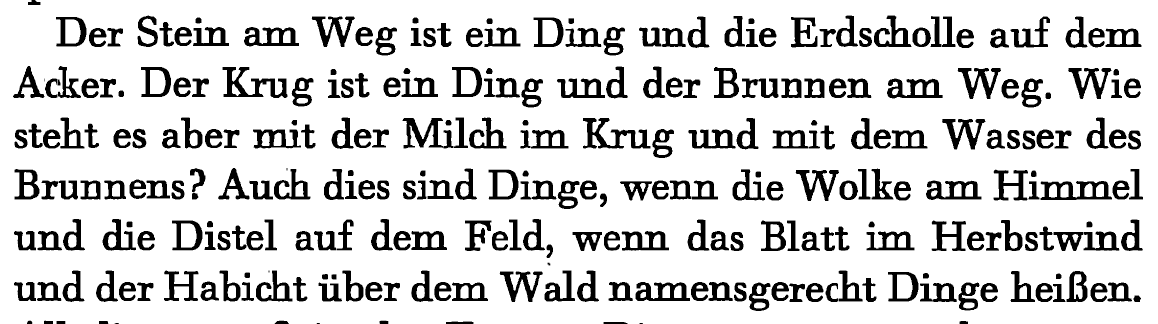 Der Stein am Weg ist ein Ding und die Erdscholle auf dem
Acker. Der Krug ist ein Ding und der Brunnen am Weg. Wie
steht es aber mit der Milch im Krug und mit dem Wasser des
Brunnens? Auch dies sind Dinge, wenn die Wolke am Himmel
und die Distel auf dem Feld, wenn das Blatt im Herbstwind
und der Habicht über dem Wald namensgerecht Dinge heißen.